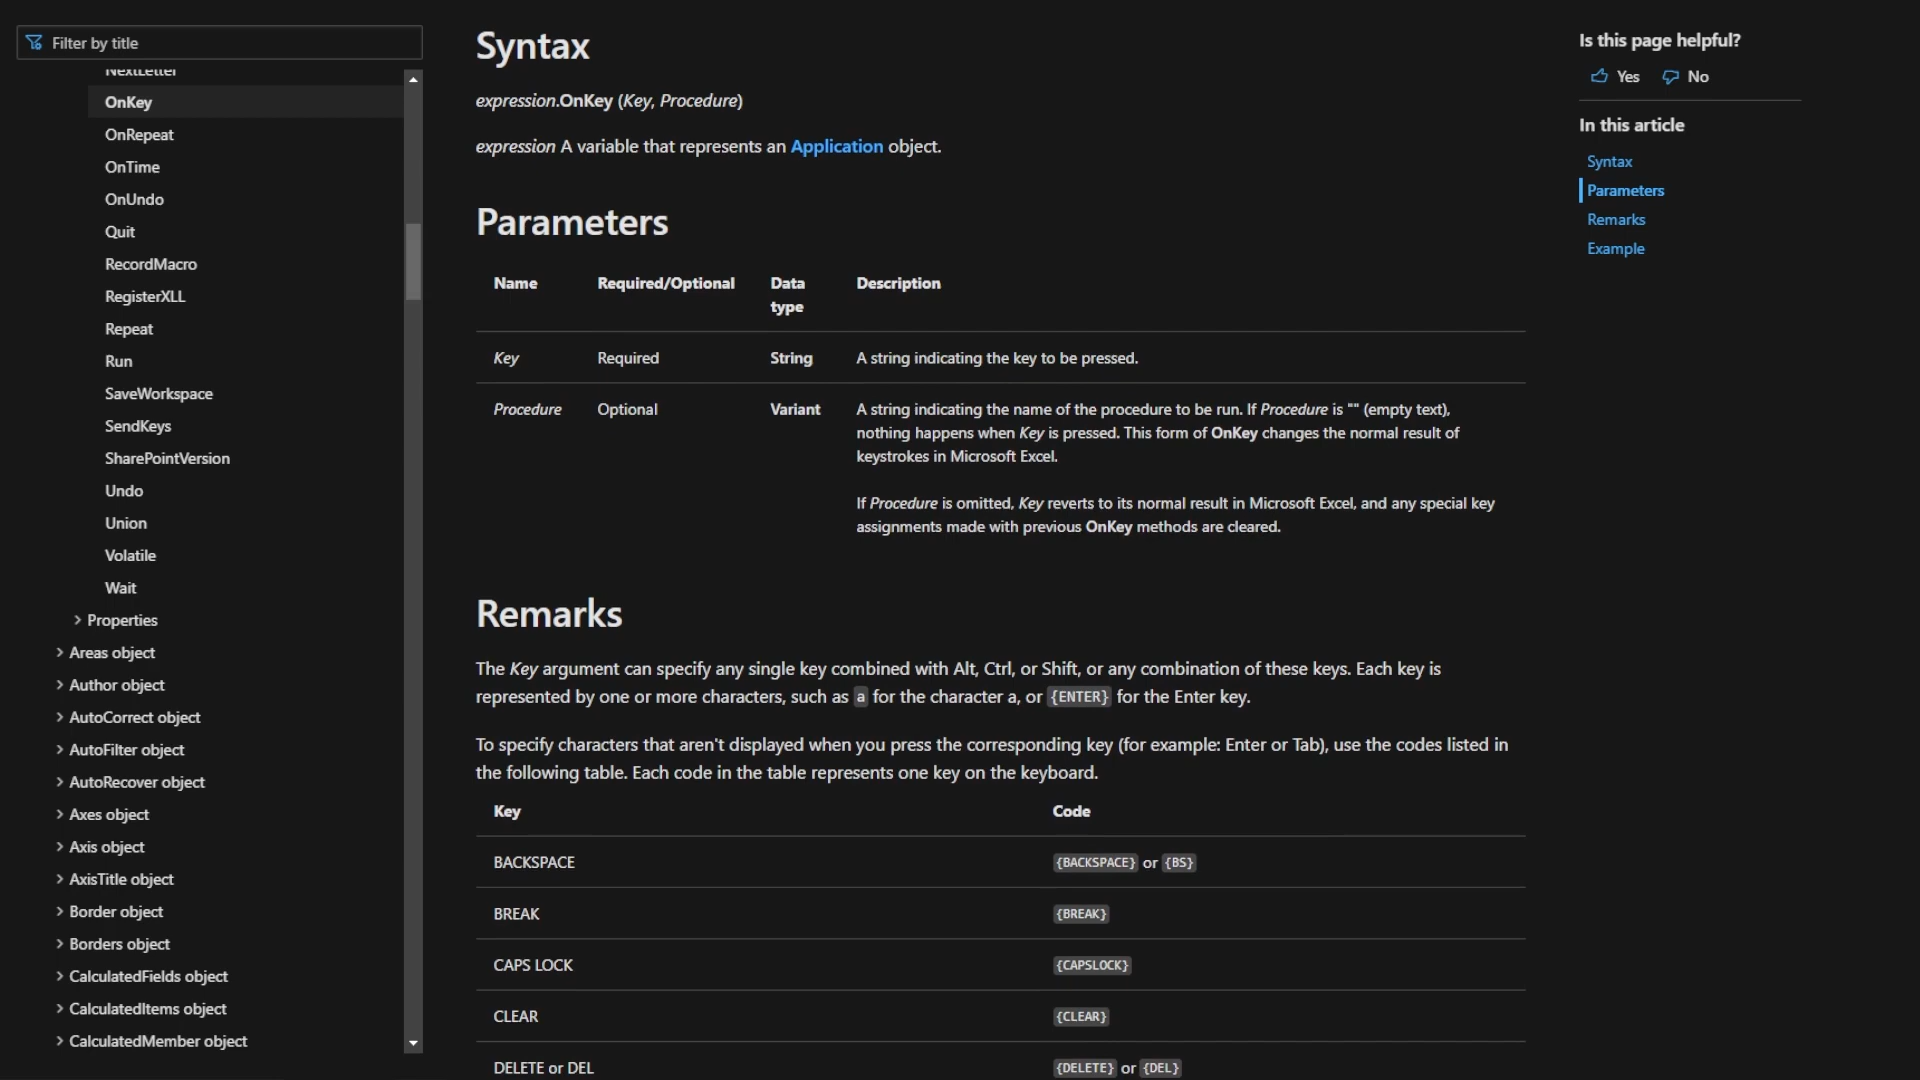 Filter by title
NextLetter
OnKey
OnRepeat
OnTime
OnUndo
Quit
RecordMacro
RegisterXLL
Repeat
Run
SaveWorkspace
SendKeys
SharePointVersion
Undo
Union
Volatile
Wait
Properties
Areas object
Author object
AutoCorrect object
AutoFilter object
AutoRecover object
Axes object
Axis object
AxisTitle object
Border object
Borders object
CalculatedFields object
CalculatedItems object
CalculatedMember object
Syntax
expression.OnKey (Key, Procedure)
expression A variable that represents an Application object.
Parameters
Name Required/Optional Data type Description
Key Required String A string indicating the key to be pressed.
Procedure Optional Variant A string indicating the name of the procedure to be run. If Procedure is "" (empty text),
nothing happens when Key is pressed. This form of OnKey changes the normal result of
keystrokes in Microsoft Excel.
If Procedure is omitted, Key reverts to its normal result in Microsoft Excel, and any special key
assignments made with previous OnKey methods are cleared.
Remarks
The Key argument can specify any single key combined with Alt, Ctrl, or Shift, or any combination of these keys. Each key is
represented by one or more characters, such as a for the character a, or {ENTER} for the Enter key.
To specify characters that aren't displayed when you press the corresponding key (for example: Enter or Tab), use the codes listed in
the following table. Each code in the table represents one key on the keyboard.
Key Code
BACKSPACE {BACKSPACE} or {BS}
BREAK {BREAK}
CAPS LOCK {CAPSLOCK}
CLEAR {CLEAR}
DELETE or DEL {DELETE} or {DEL}
Is this page helpful?
Yes No
In this article
Syntax
Parameters
Remarks
Example